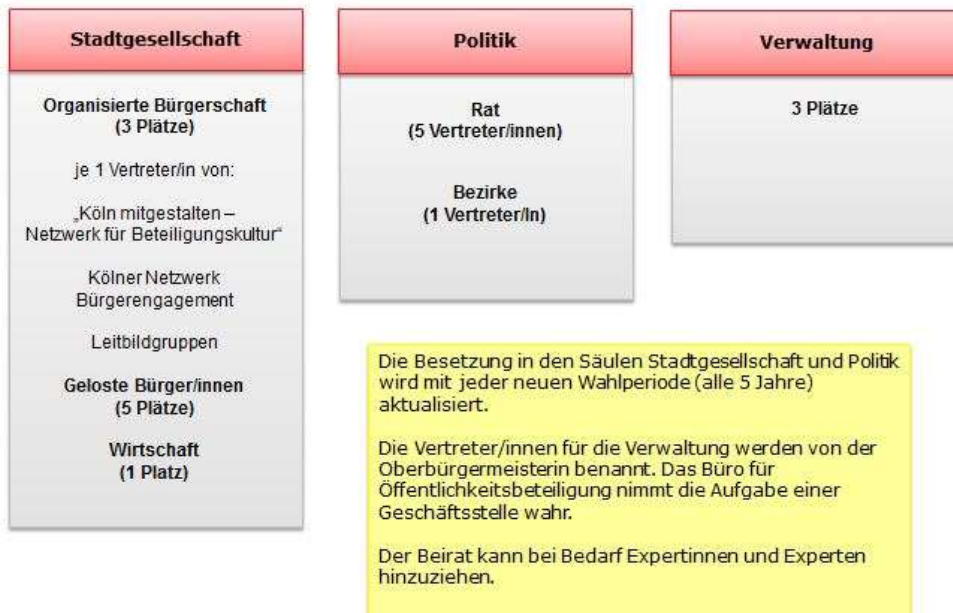 Stadtgesellschaft
Organisierte Bürgerschaft
(3 Plätze)
je 1 Vertreter/in von:
„Köln mitgestalten –
Netzwerk für Beteiligungskultur“
Kölner Netzwerk
Bürgerengagement
Leitbildgruppen
Geloste Bürger/innen
(5 Plätze)
Wirtschaft
(1 Platz)
Politik
Rat
(5 Vertreter/innen)
Bezirke
(1 Vertreter/In)
Verwaltung
3 Plätze
Die Besetzung in den Säulen Stadtgesellschaft und Politik
wird mit jeder neuen Wahlperiode (alle 5 Jahre)
aktualisiert.
Die Vertreter/innen für die Verwaltung werden von der
Oberbürgermeisterin benannt. Das Büro für
Öffentlichkeitsbeteiligung nimmt die Aufgabe einer
Geschäftsstelle wahr.
Der Beirat kann bei Bedarf Expertinnen und Experten
hinzuziehen.